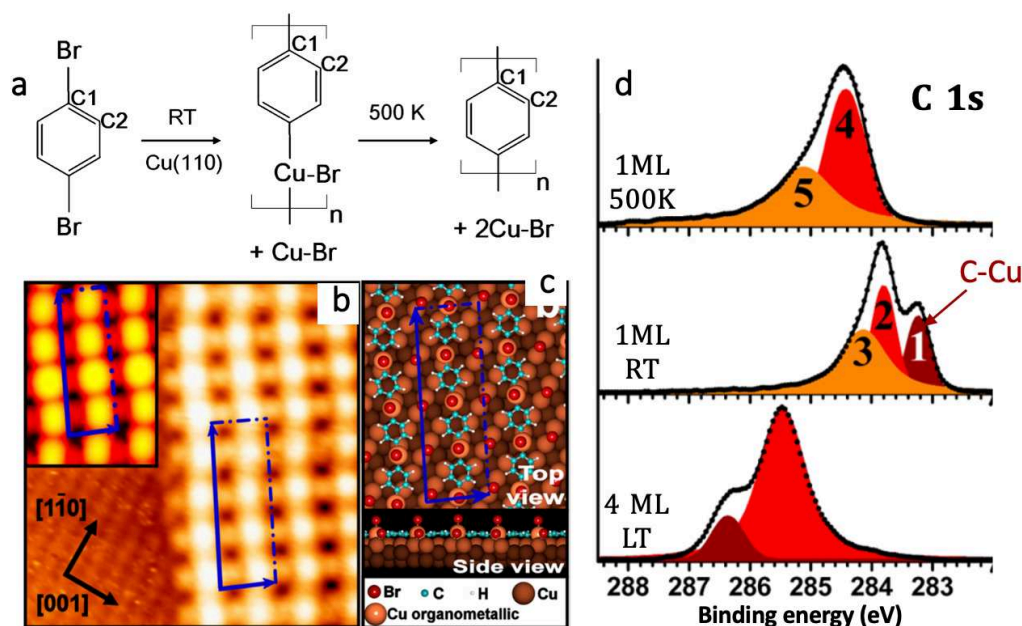 a
Br
C1
C2
Br
RT
Cu(110)
C1
C2
Cu-Br
n
+ Cu-Br
500 K
C1
C2
n
+ 2Cu-Br
b
[11̄0]
[001]
c
Top
view
Side view
Br C H Cu
Cu organometallic
d
C 1s
1ML
500K
4
5
C-Cu
1ML
RT
2
3
1
4 ML
LT
288 287 286 285 284 283
Binding energy (eV)